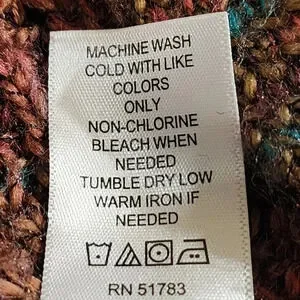 MACHINE WASH
COLD WITH LIKE
COLORS
ONLY
NON-CHLORINE
BLEACH WHEN
NEEDED
TUMBLE DRY LOW
WARM IRON IF
NEEDED
RN 51783